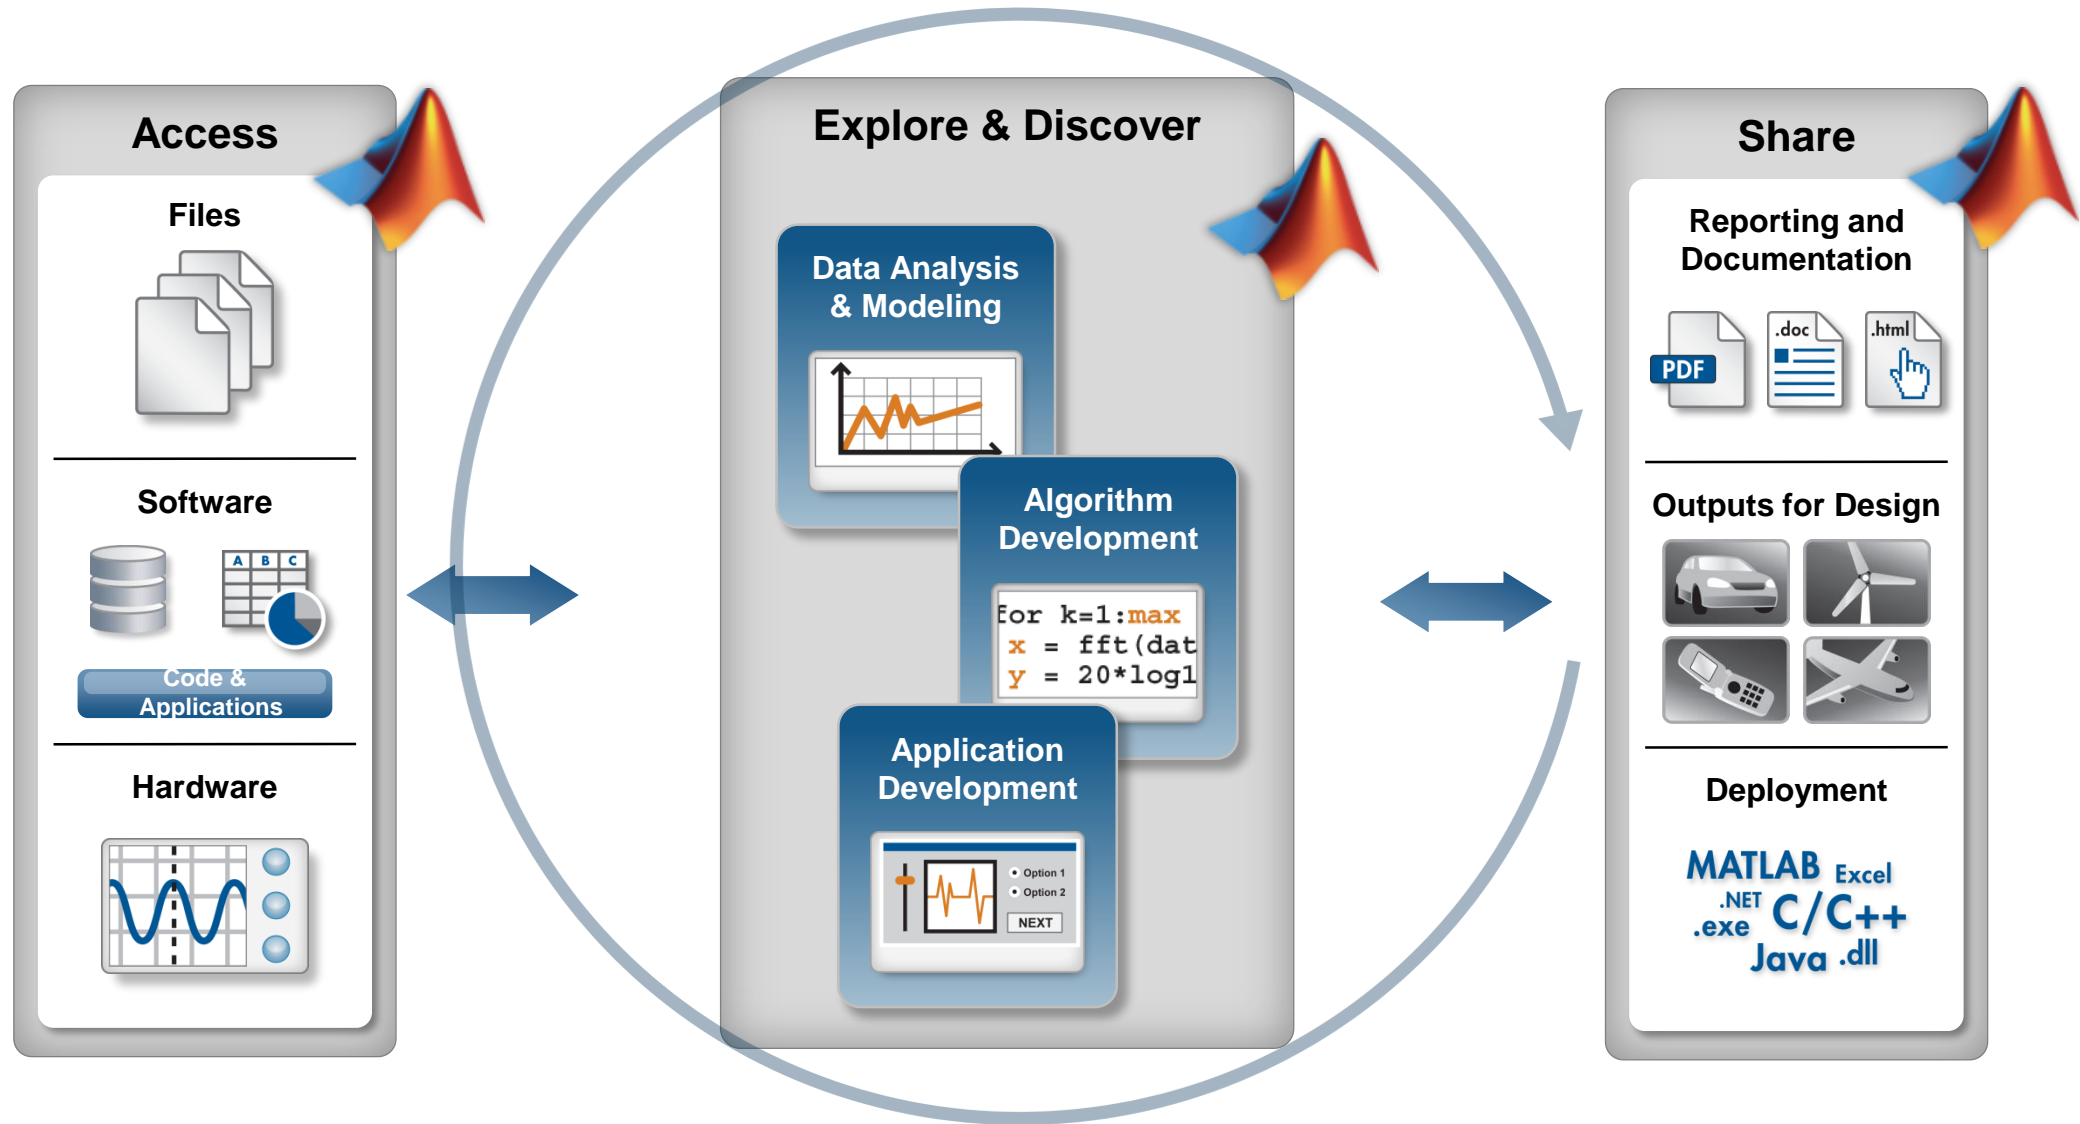 Access
Files
Software
A B C
Code &
Applications
Hardware
Explore & Discover
Data Analysis
& Modeling
Algorithm
Development
for k=1:max
x = fft(dat
y = 20*log1
Application
Development
Option 1
Option 2
NEXT
Share
Reporting and
Documentation
PDF
.doc
.html
Outputs for Design
Deployment
MATLAB Excel
.NET C/C++
.exe
Java .dll